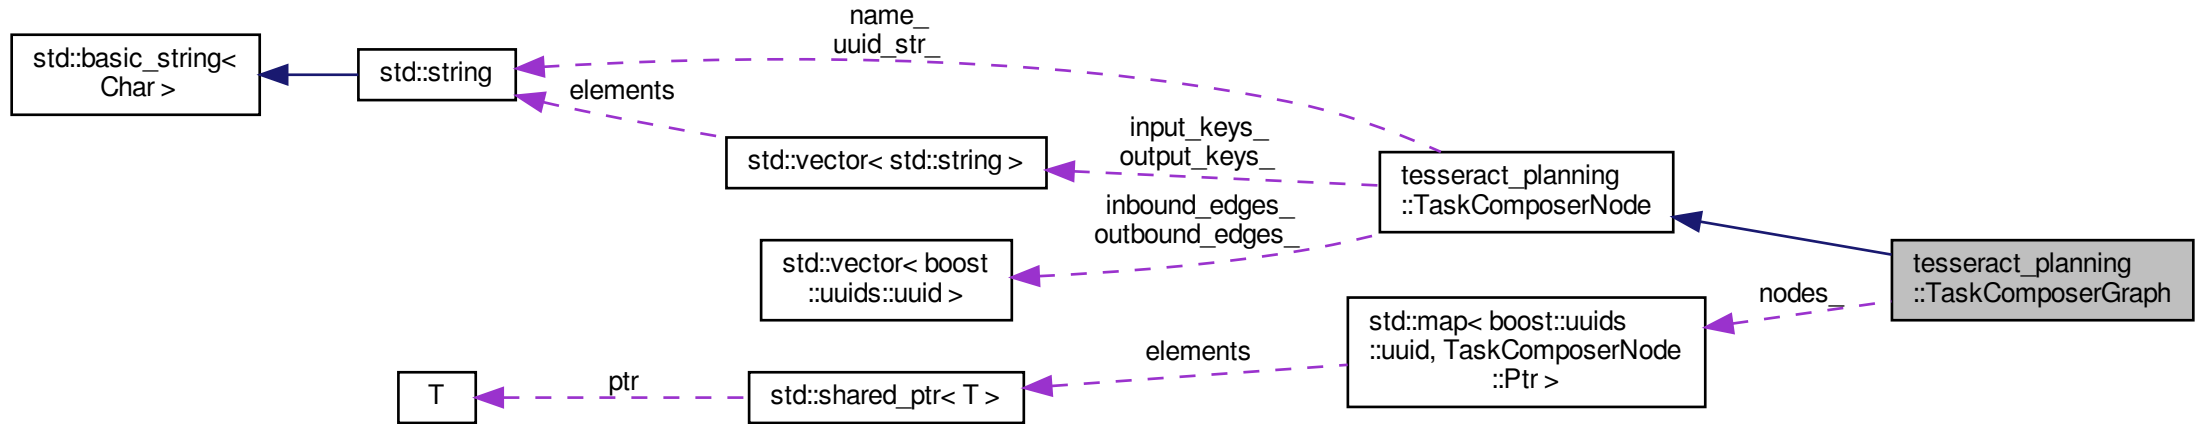 name_
uuid_str_
std::basic_string<
Char >
std::string
elements
input_keys_
output_keys_
std::vector< std::string >
tesseract_planning
::TaskComposerNode
inbound_edges_
outbound_edges_
std::vector< boost
::uuids::uuid >
tesseract_planning
::TaskComposerGraph
nodes_
std::map< boost::uuids
::uuid, TaskComposerNode
::Ptr >
elements
ptr
T
std::shared_ptr< T >